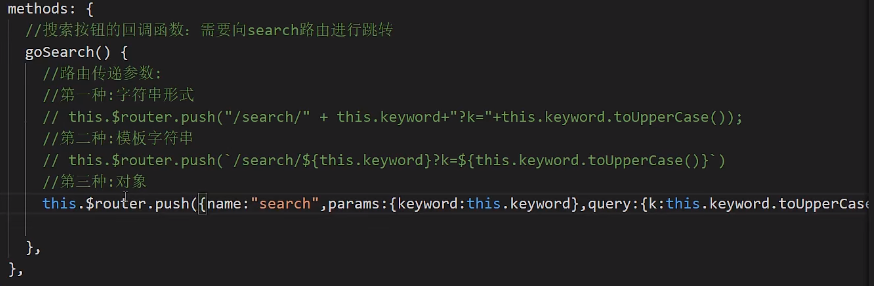 methods: {
//搜索按钮的回调函数：需要向search路由进行跳转
goSearch() {
//路由传递参数:
//第一种:字符串形式
// this.$router.push("/search/" + this.keyword+"?k="+this.keyword.toUpperCase());
//第二种:模板字符串
// this.$router.push(`/search/${this.keyword}?k=${this.keyword.toUpperCase()}`)
//第三种:对象
this.$router.push({name:"search",params:{keyword:this.keyword},query:{k:this.keyword.toUpperCase
},
},